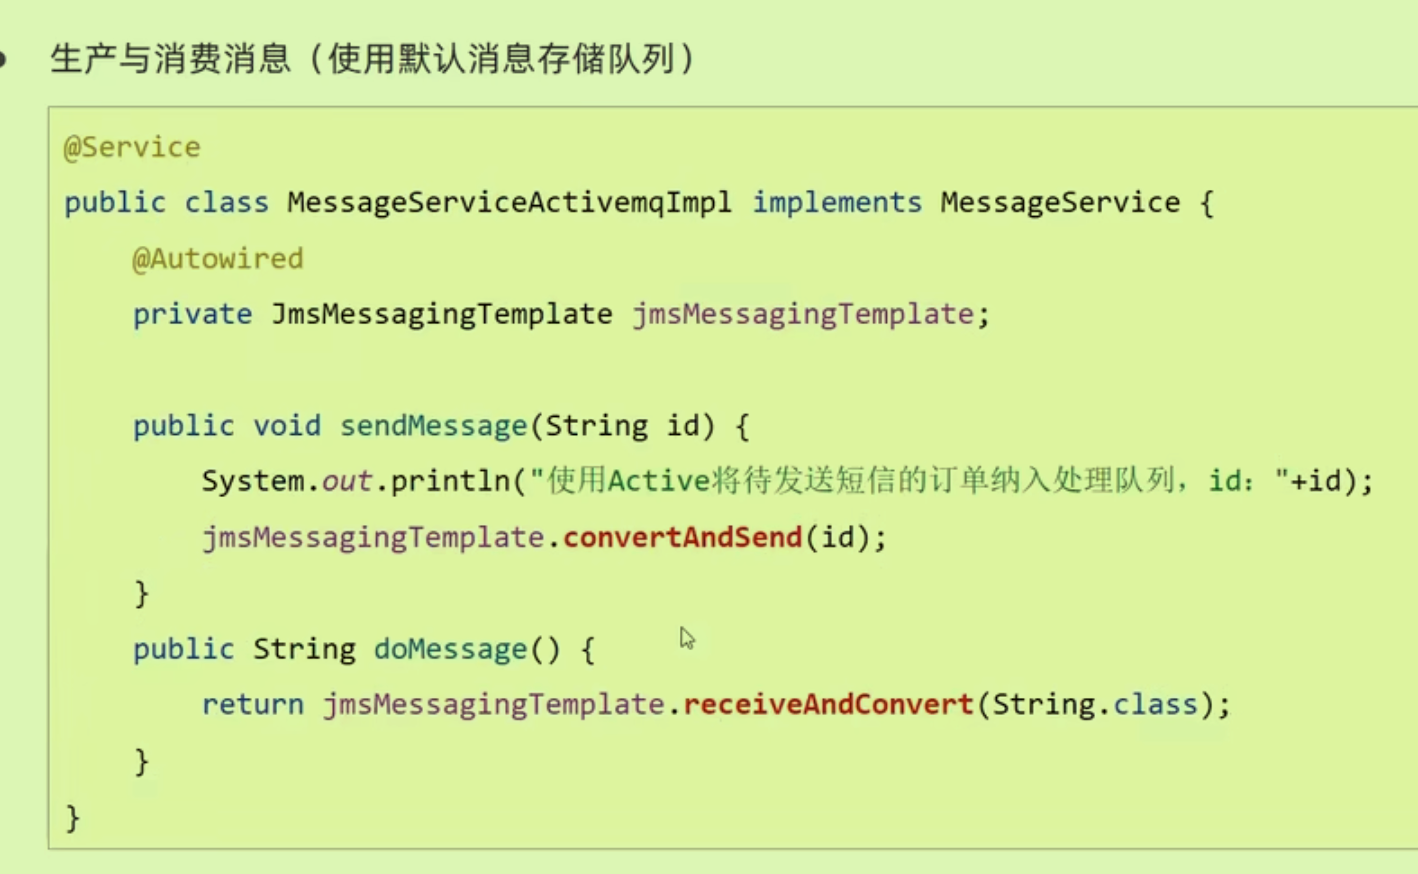 生产与消费消息（使用默认消息存储队列）
@Service
public class MessageServiceActivemqImpl implements MessageService {
    @Autowired
    private JmsMessagingTemplate jmsMessagingTemplate;
    public void sendMessage(String id) {
        System.out.println("使用Active将待发送短信的订单纳入处理队列，id："+id);
        jmsMessagingTemplate.convertAndSend(id);
    }
    public String doMessage() {
        return jmsMessagingTemplate.receiveAndConvert(String.class);
    }
}